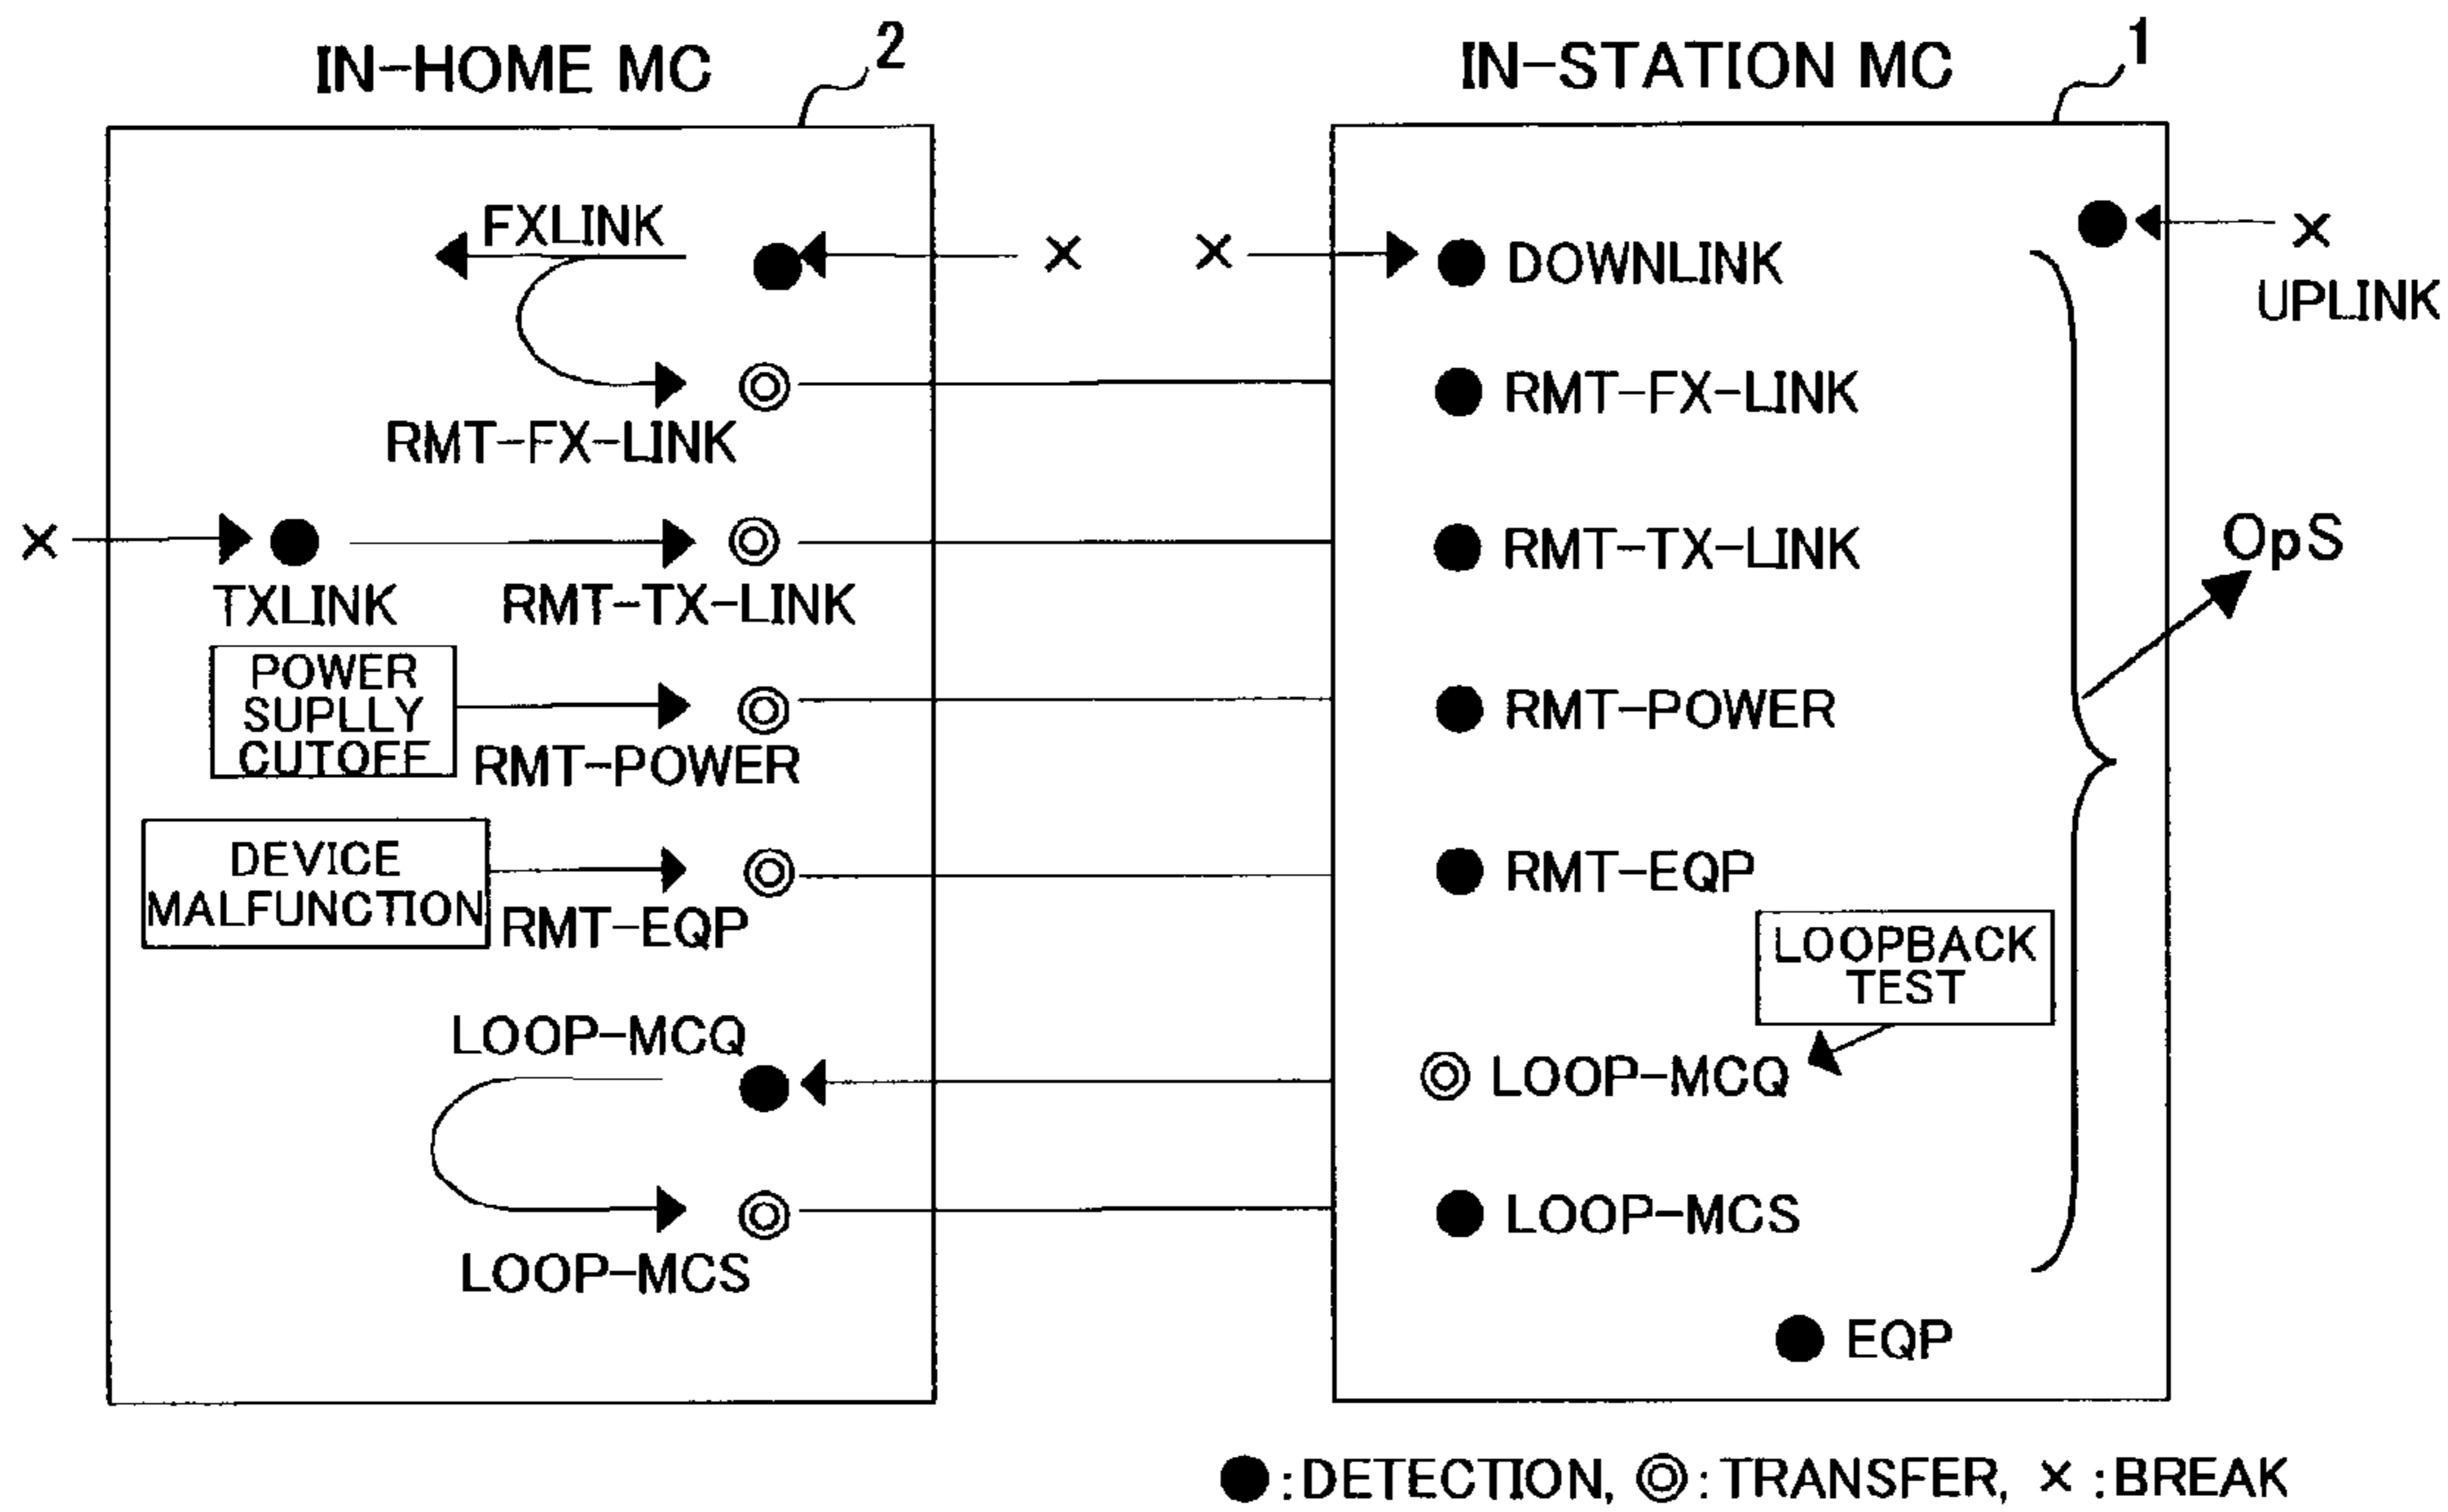 IN-HOME MC
2
IN-STATION MC
1
FXLINK
×
×
DOWNLINK
×
UPLINK
RMT-FX-LINK
RMT-FX-LINK
×
TXLINK
RMT-TX-LINK
RMT-TX-LINK
OpS
POWER
SUPLLY
CUTOFF
RMT-POWER
RMT-POWER
DEVICE
MALFUNCTION
RMT-EQP
RMT-EQP
LOOPBACK
TEST
LOOP-MCQ
LOOP-MCQ
LOOP-MCS
LOOP-MCS
EQP
●:DETECTION, ◎:TRANSFER, ×:BREAK